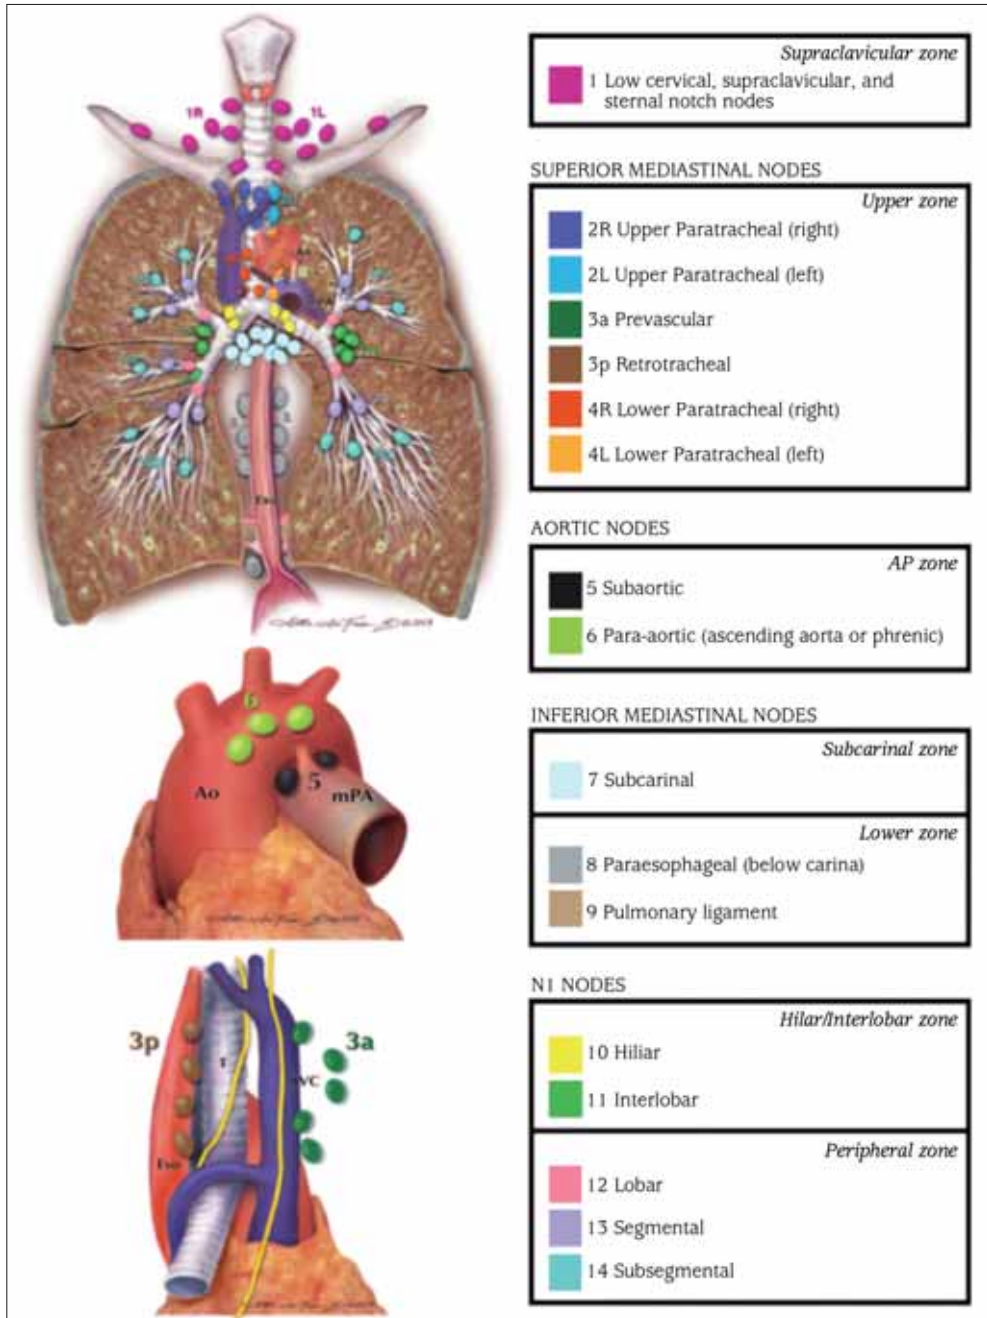 1R
1L
Eso
6
Ao
5
mPA
3p
3a
T
VC
Eso
Supraclavicular zone
1 Low cervical, supraclavicular, and
sternal notch nodes
SUPERIOR MEDIASTINAL NODES
Upper zone
2R Upper Paratracheal (right)
2L Upper Paratracheal (left)
3a Prevascular
3p Retrotracheal
4R Lower Paratracheal (right)
4L Lower Paratracheal (left)
AORTIC NODES
AP zone
5 Subaortic
6 Para-aortic (ascending aorta or phrenic)
INFERIOR MEDIASTINAL NODES
Subcarinal zone
7 Subcarinal
Lower zone
8 Paraesophageal (below carina)
9 Pulmonary ligament
N1 NODES
Hilar/Interlobar zone
10 Hiliar
11 Interlobar
Peripheral zone
12 Lobar
13 Segmental
14 Subsegmental